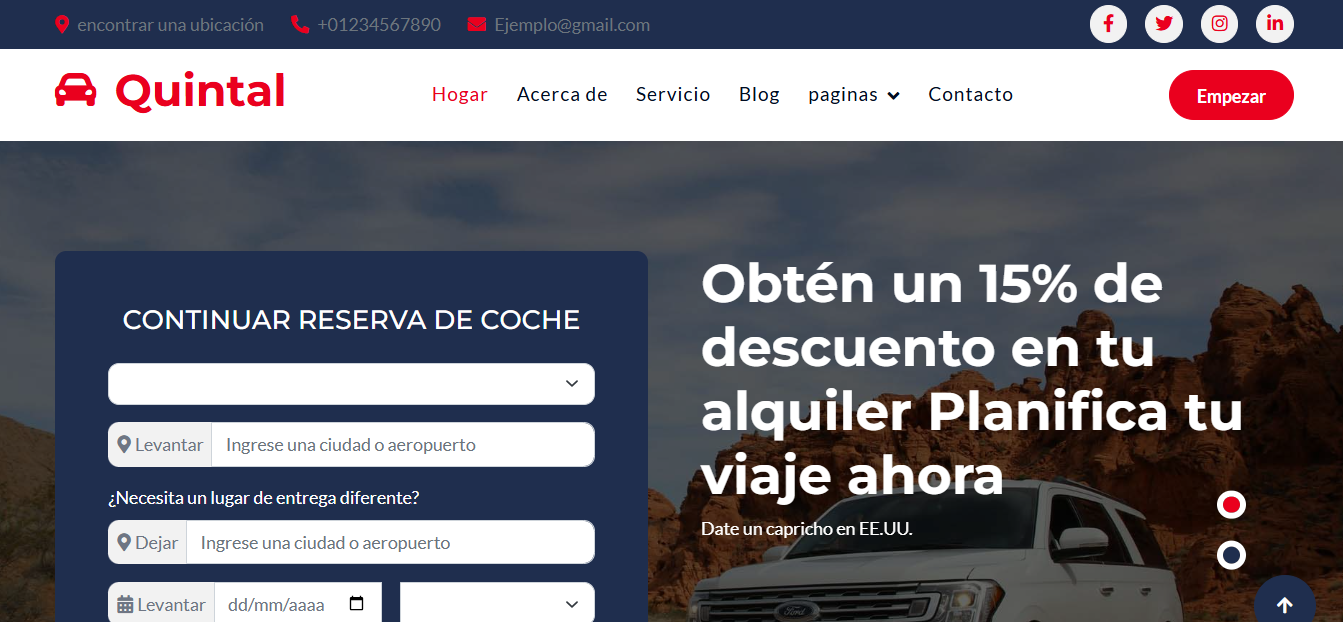 encontrar una ubicación +01234567890 Ejemplo@gmail.com
Quintal Hogar Acerca de Servicio Blog paginas Contacto Empezar
CONTINUAR RESERVA DE COCHE
Levantar Ingrese una ciudad o aeropuerto
¿Necesita un lugar de entrega diferente?
Dejar Ingrese una ciudad o aeropuerto
Levantar dd/mm/aaaa
Obtén un 15% de
descuento en tu
alquiler Planifica tu
viaje ahora
Date un capricho en EE.UU.
Ford